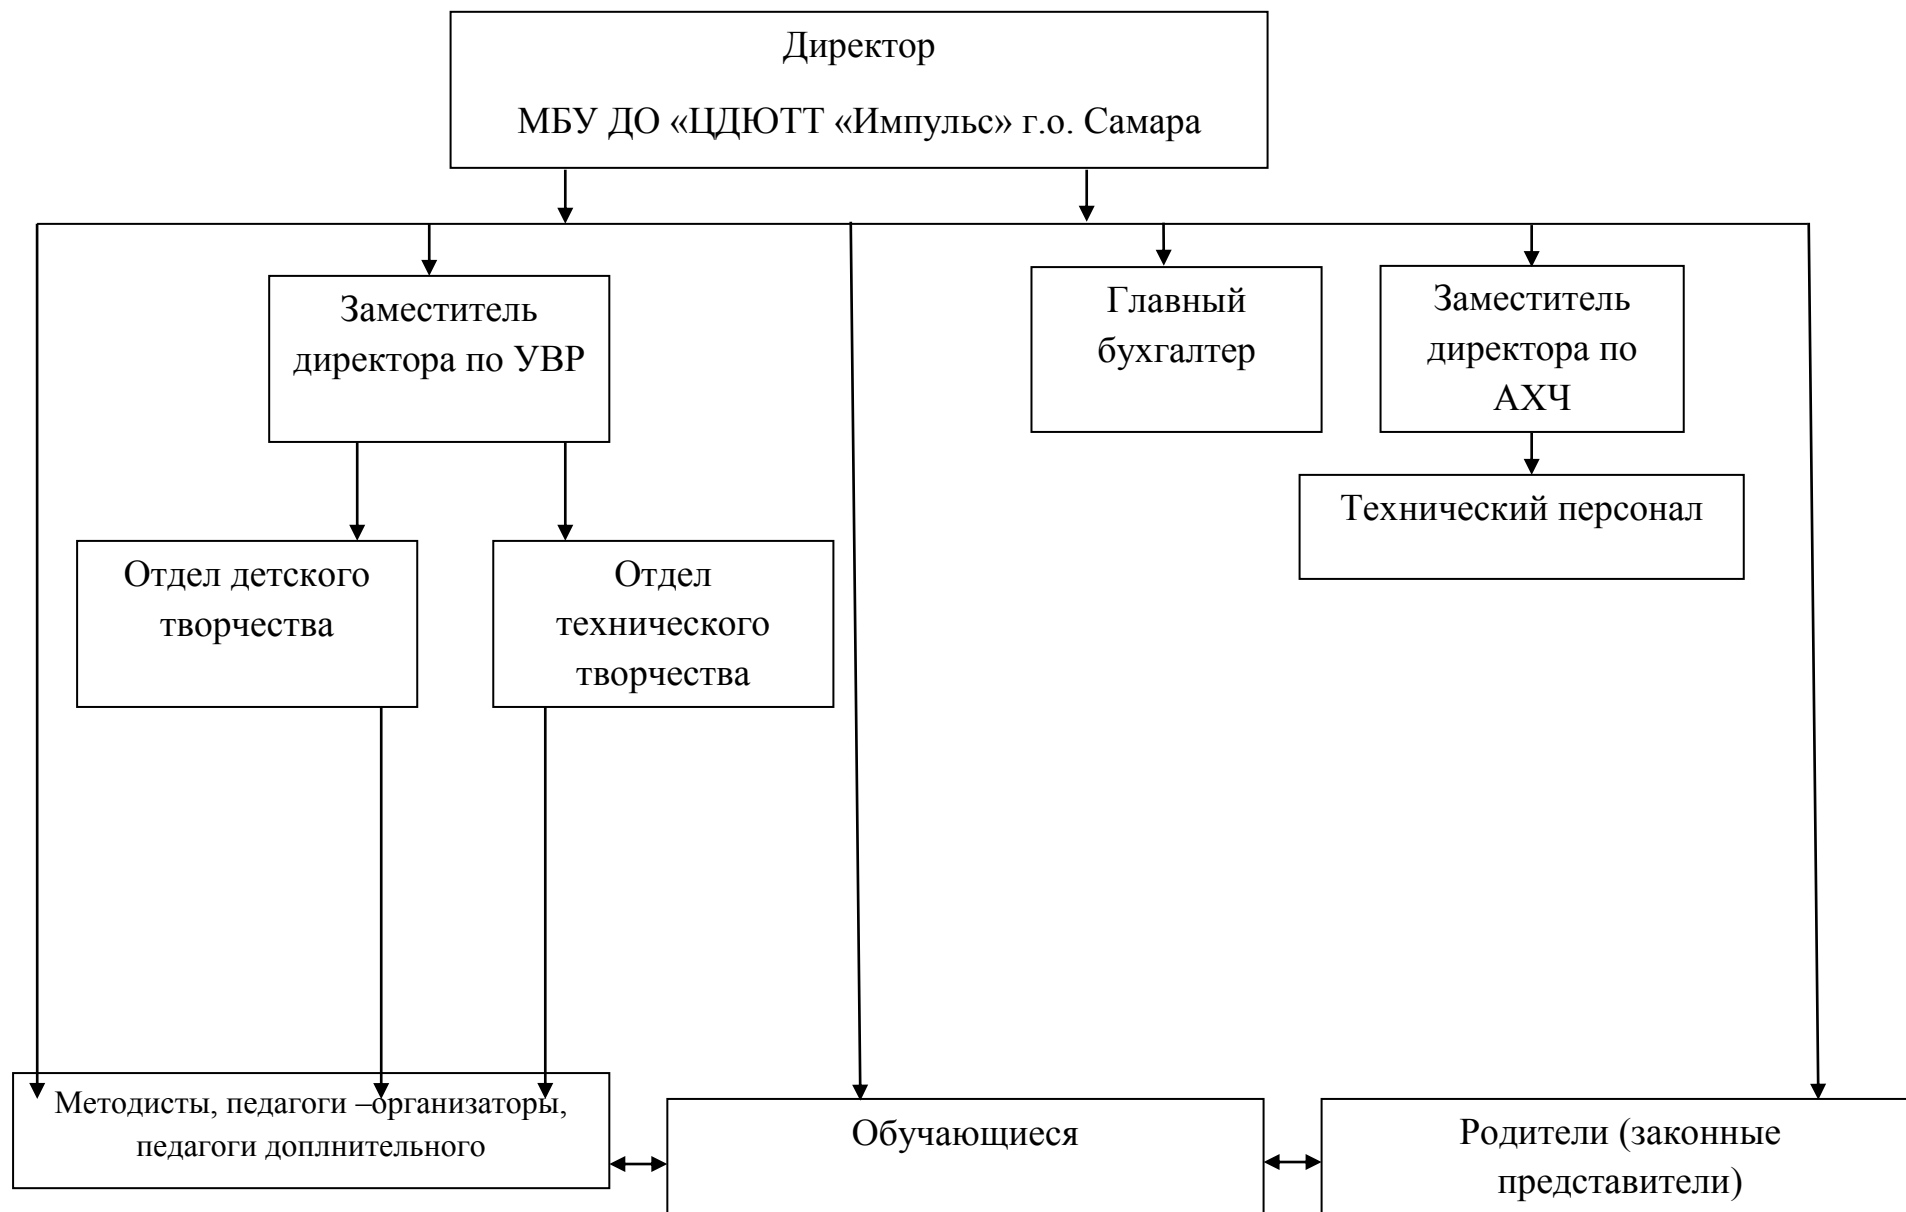 Директор
МБУ ДО «ЦДЮТТ «Импульс» г.о. Самара
Заместитель
директора по УВР
Главный
бухгалтер
Заместитель
директора по
АХЧ
Технический персонал
Отдел детского
творчества
Отдел
технического
творчества
Методисты, педагоги –организаторы,
педагоги доплнительного
Обучающиеся
Родители (законные
представители)